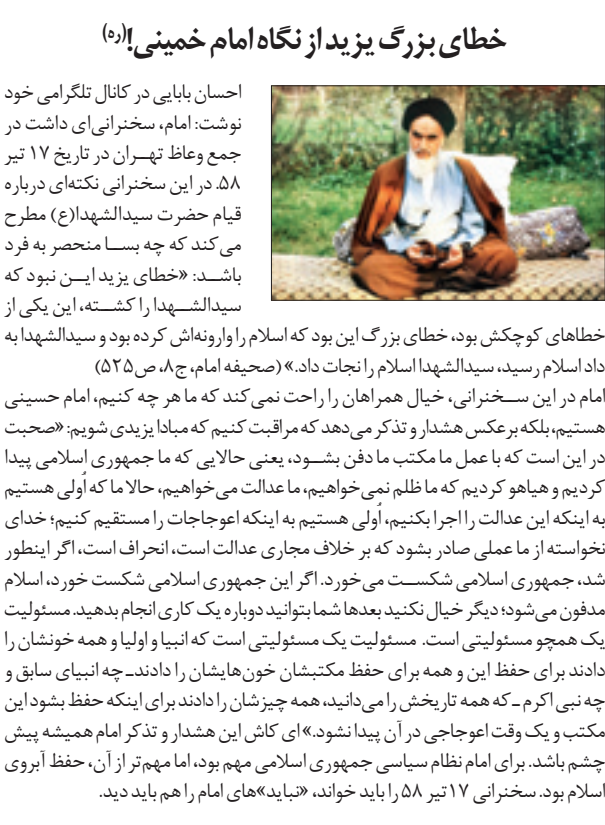 خطای بزرگ یزید از نگاه امام خمینی!(ره)
احسان بابایی در کانال تلگرامی خود
نوشت: امام، سخنرانی‌ای داشت در
جمع وعاظ تهران در تاریخ ۱۷ تیر
۵۸. در این سخنرانی نکته‌ای درباره
قیام حضرت سیدالشهدا(ع) مطرح
می‌کند که چه بسا منحصر به فرد
باشد: «خطای یزید این نبود که
سیدالشهدا را کشته، این یکی از
خطاهای کوچکش بود، خطای بزرگ این بود که اسلام را وارونه‌اش کرده بود و سیدالشهدا به
داد اسلام رسید، سیدالشهدا اسلام را نجات داد.» (صحیفه امام، ج۸، ص۵۲۵)
امام در این سخنرانی، خیال همراهان را راحت نمی‌کند که ما هر چه کنیم، امام حسینی
هستیم، بلکه برعکس هشدار و تذکر می‌دهد که مراقبت کنیم که مبادا یزیدی شویم: «صحبت
در این است که با عمل ما مکتب ما دفن بشود، یعنی حالایی که ما جمهوری اسلامی پیدا
کردیم و هیاهو کردیم که ما ظلم نمی‌خواهیم، ما عدالت می‌خواهیم، حالا ما که اُولی هستیم
به اینکه این عدالت را اجرا بکنیم، اُولی هستیم به اینکه اعوجاجات را مستقیم کنیم؛ خدای
نخواسته از ما عملی صادر بشود که بر خلاف مجاری عدالت است، انحراف است، اگر اینطور
شد، جمهوری اسلامی شکست می‌خورد. اگر این جمهوری اسلامی شکست خورد، اسلام
مدفون می‌شود؛ دیگر خیال نکنید بعدها شما بتوانید دوباره یک کاری انجام بدهید. مسئولیت
یک همچو مسئولیتی است. مسئولیت یک مسئولیتی است که انبیا و اولیا و همه خونشان را
دادند برای حفظ این و همه برای حفظ مکتبشان خون‌هایشان را دادند ـ چه انبیای سابق و
چه نبی اکرم ـ که همه تاریخش را می‌دانید، همه چیزشان را دادند برای اینکه حفظ بشود این
مکتب و یک وقت اعوجاجی در آن پیدا نشود.» ای کاش این هشدار و تذکر امام همیشه پیش
چشم باشد. برای امام نظام سیاسی جمهوری اسلامی مهم بود، اما مهم‌تر از آن، حفظ آبروی
اسلام بود. سخنرانی ۱۷ تیر ۵۸ را باید خواند، «نباید»های امام را هم باید دید.